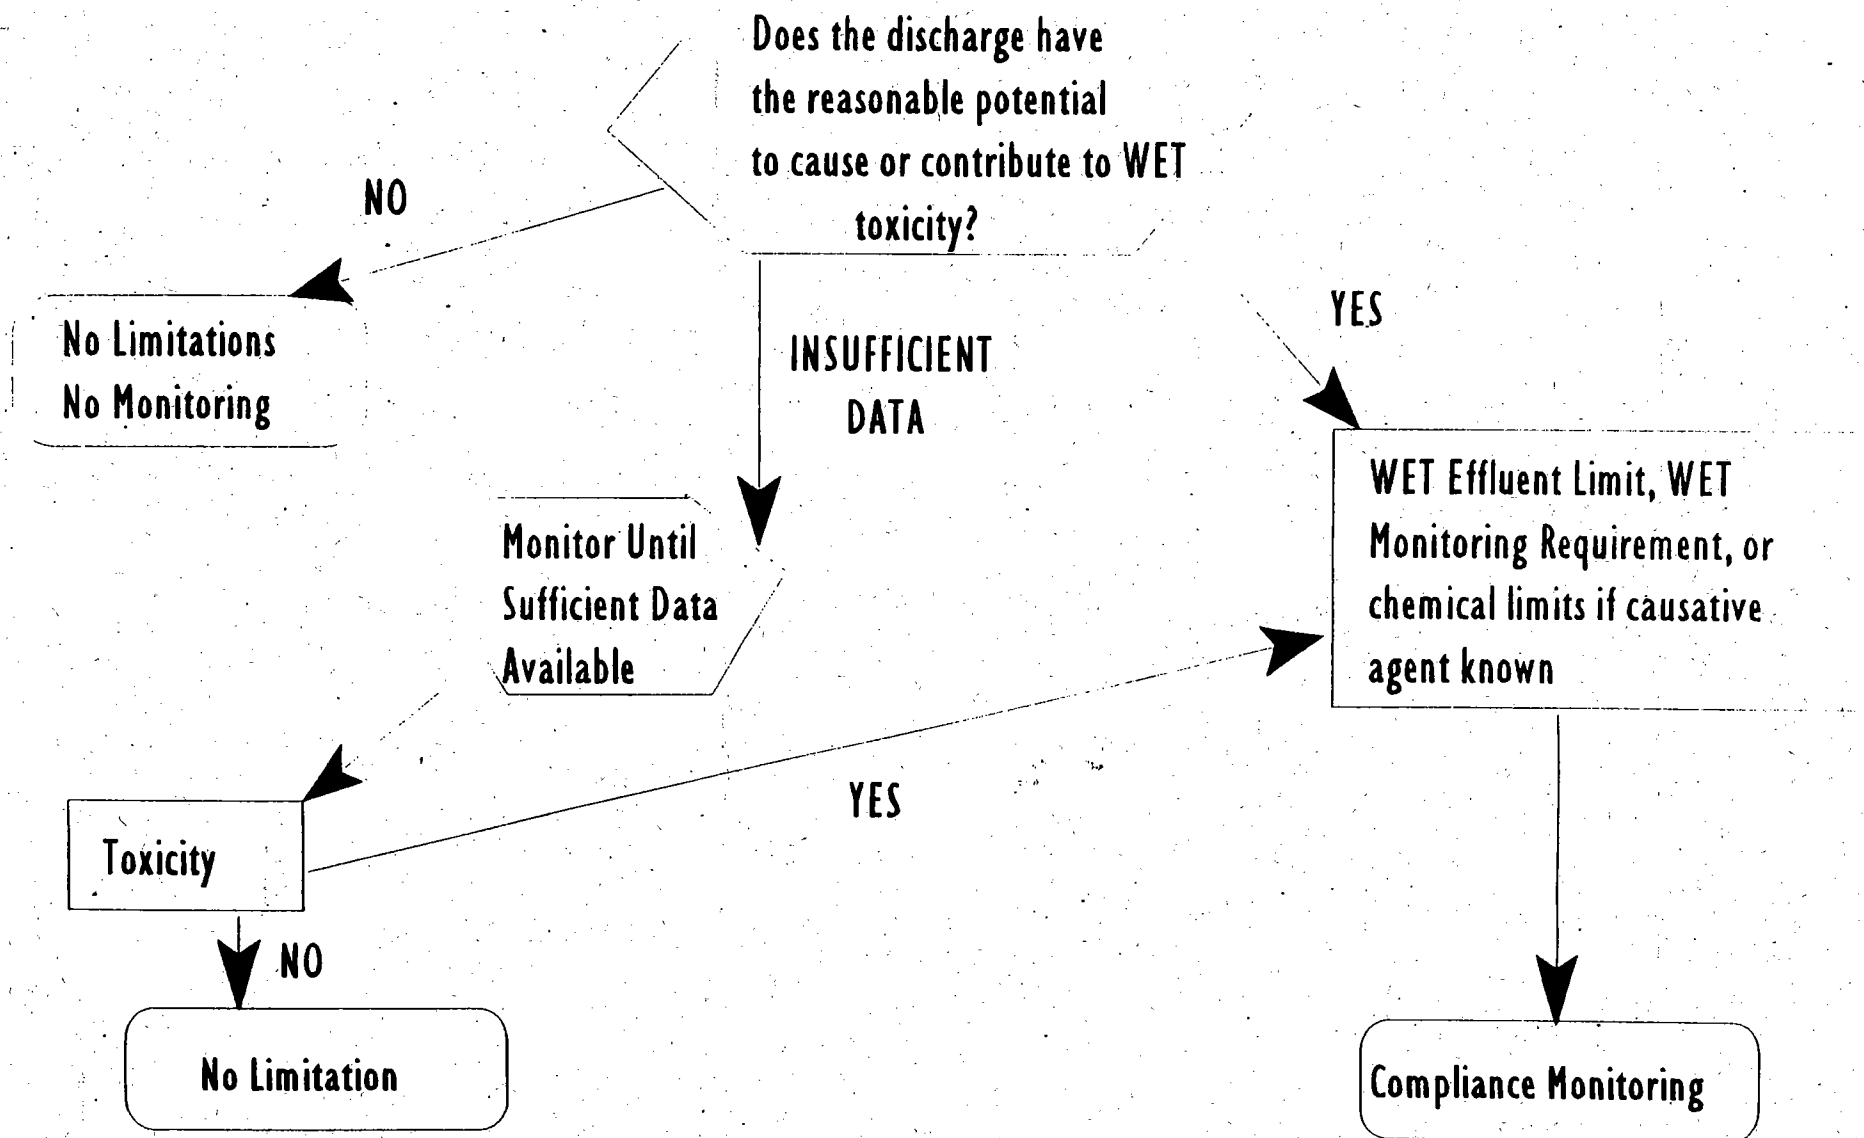 Does the discharge have
the reasonable potential
to cause or contribute to WET
toxicity?
NO
YES
No Limitations
No Monitoring
INSUFFICIENT
DATA
WET Effluent Limit, WET
Monitoring Requirement, or
chemical limits if causative
agent known
Monitor Until
Sufficient Data
Available
YES
Toxicity
NO
No Limitation
Compliance Monitoring